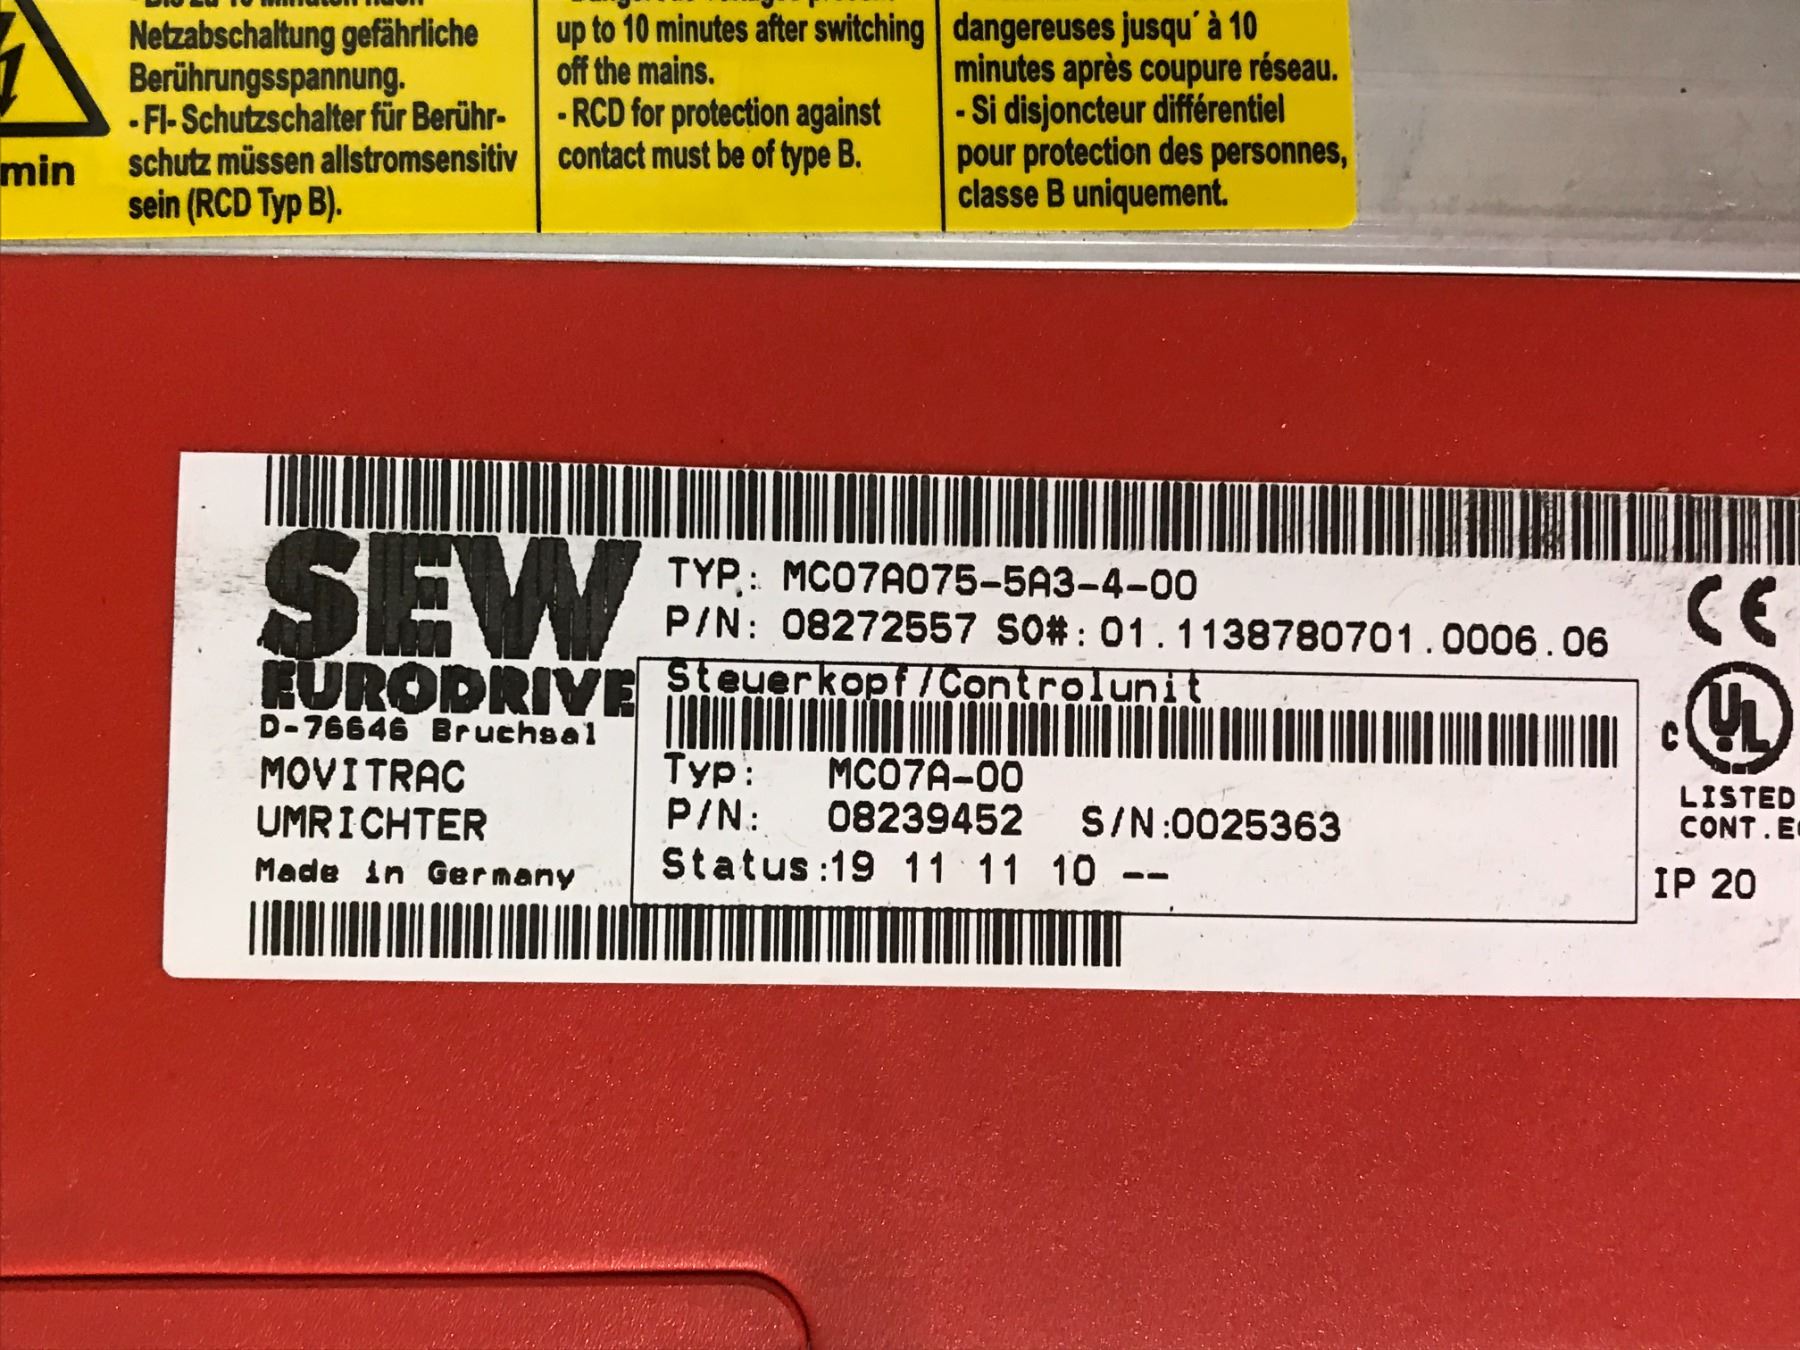 Netzabschaltung gefährliche
Berührungsspannung.
- FI- Schutzschalter für Berühr-
schutz müssen allstromsensitiv
sein (RCD Typ B).
min
up to 10 minutes after switching
off the mains.
- RCD for protection against
contact must be of type B.
dangereuses jusqu´ à 10
minutes après coupure réseau.
- Si disjoncteur différentiel
pour protection des personnes,
classe B uniquement.
SEW
EURODRIVE
D-76646 Bruchsal
MOVITRAC
UMRICHTER
Made in Germany
TYP: MC07A075-5A3-4-00
P/N: 08272557 SO#: 01.1138780701.0006.06
Steuerkopf/Controlunit
Typ: MC07A-00
P/N: 08239452 S/N:0025363
Status:19 11 11 10 --
CE
c UL
LISTED
CONT.E
IP 20